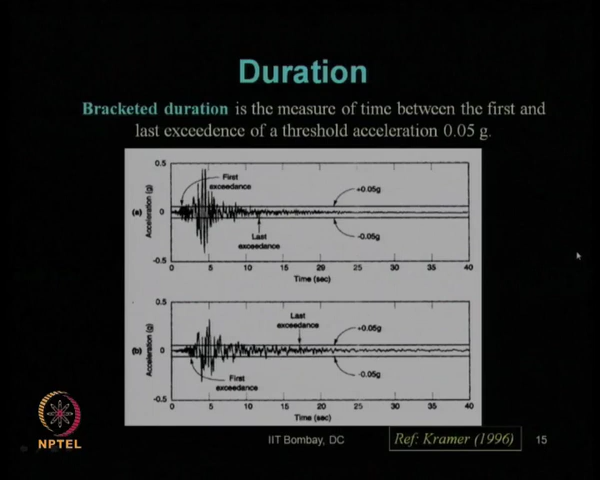 Duration
Bracketed duration is the measure of time between the first and
last exceedence of a threshold acceleration 0.05 g.
(a)
Acceleration (g)
0.5
0
-0.5
First
exceedance
+0.05g
Last
exceedance
-0.05g
0 5 10 15 20 25 30 35 40
Time (sec)
(b)
Acceleration (g)
0.5
0
-0.5
Last
exceedance
+0.05g
First
exceedance
-0.05g
0 5 10 15 20 25 30 35 40
Time (sec)
NPTEL
IIT Bombay, DC
Ref: Kramer (1996)
15